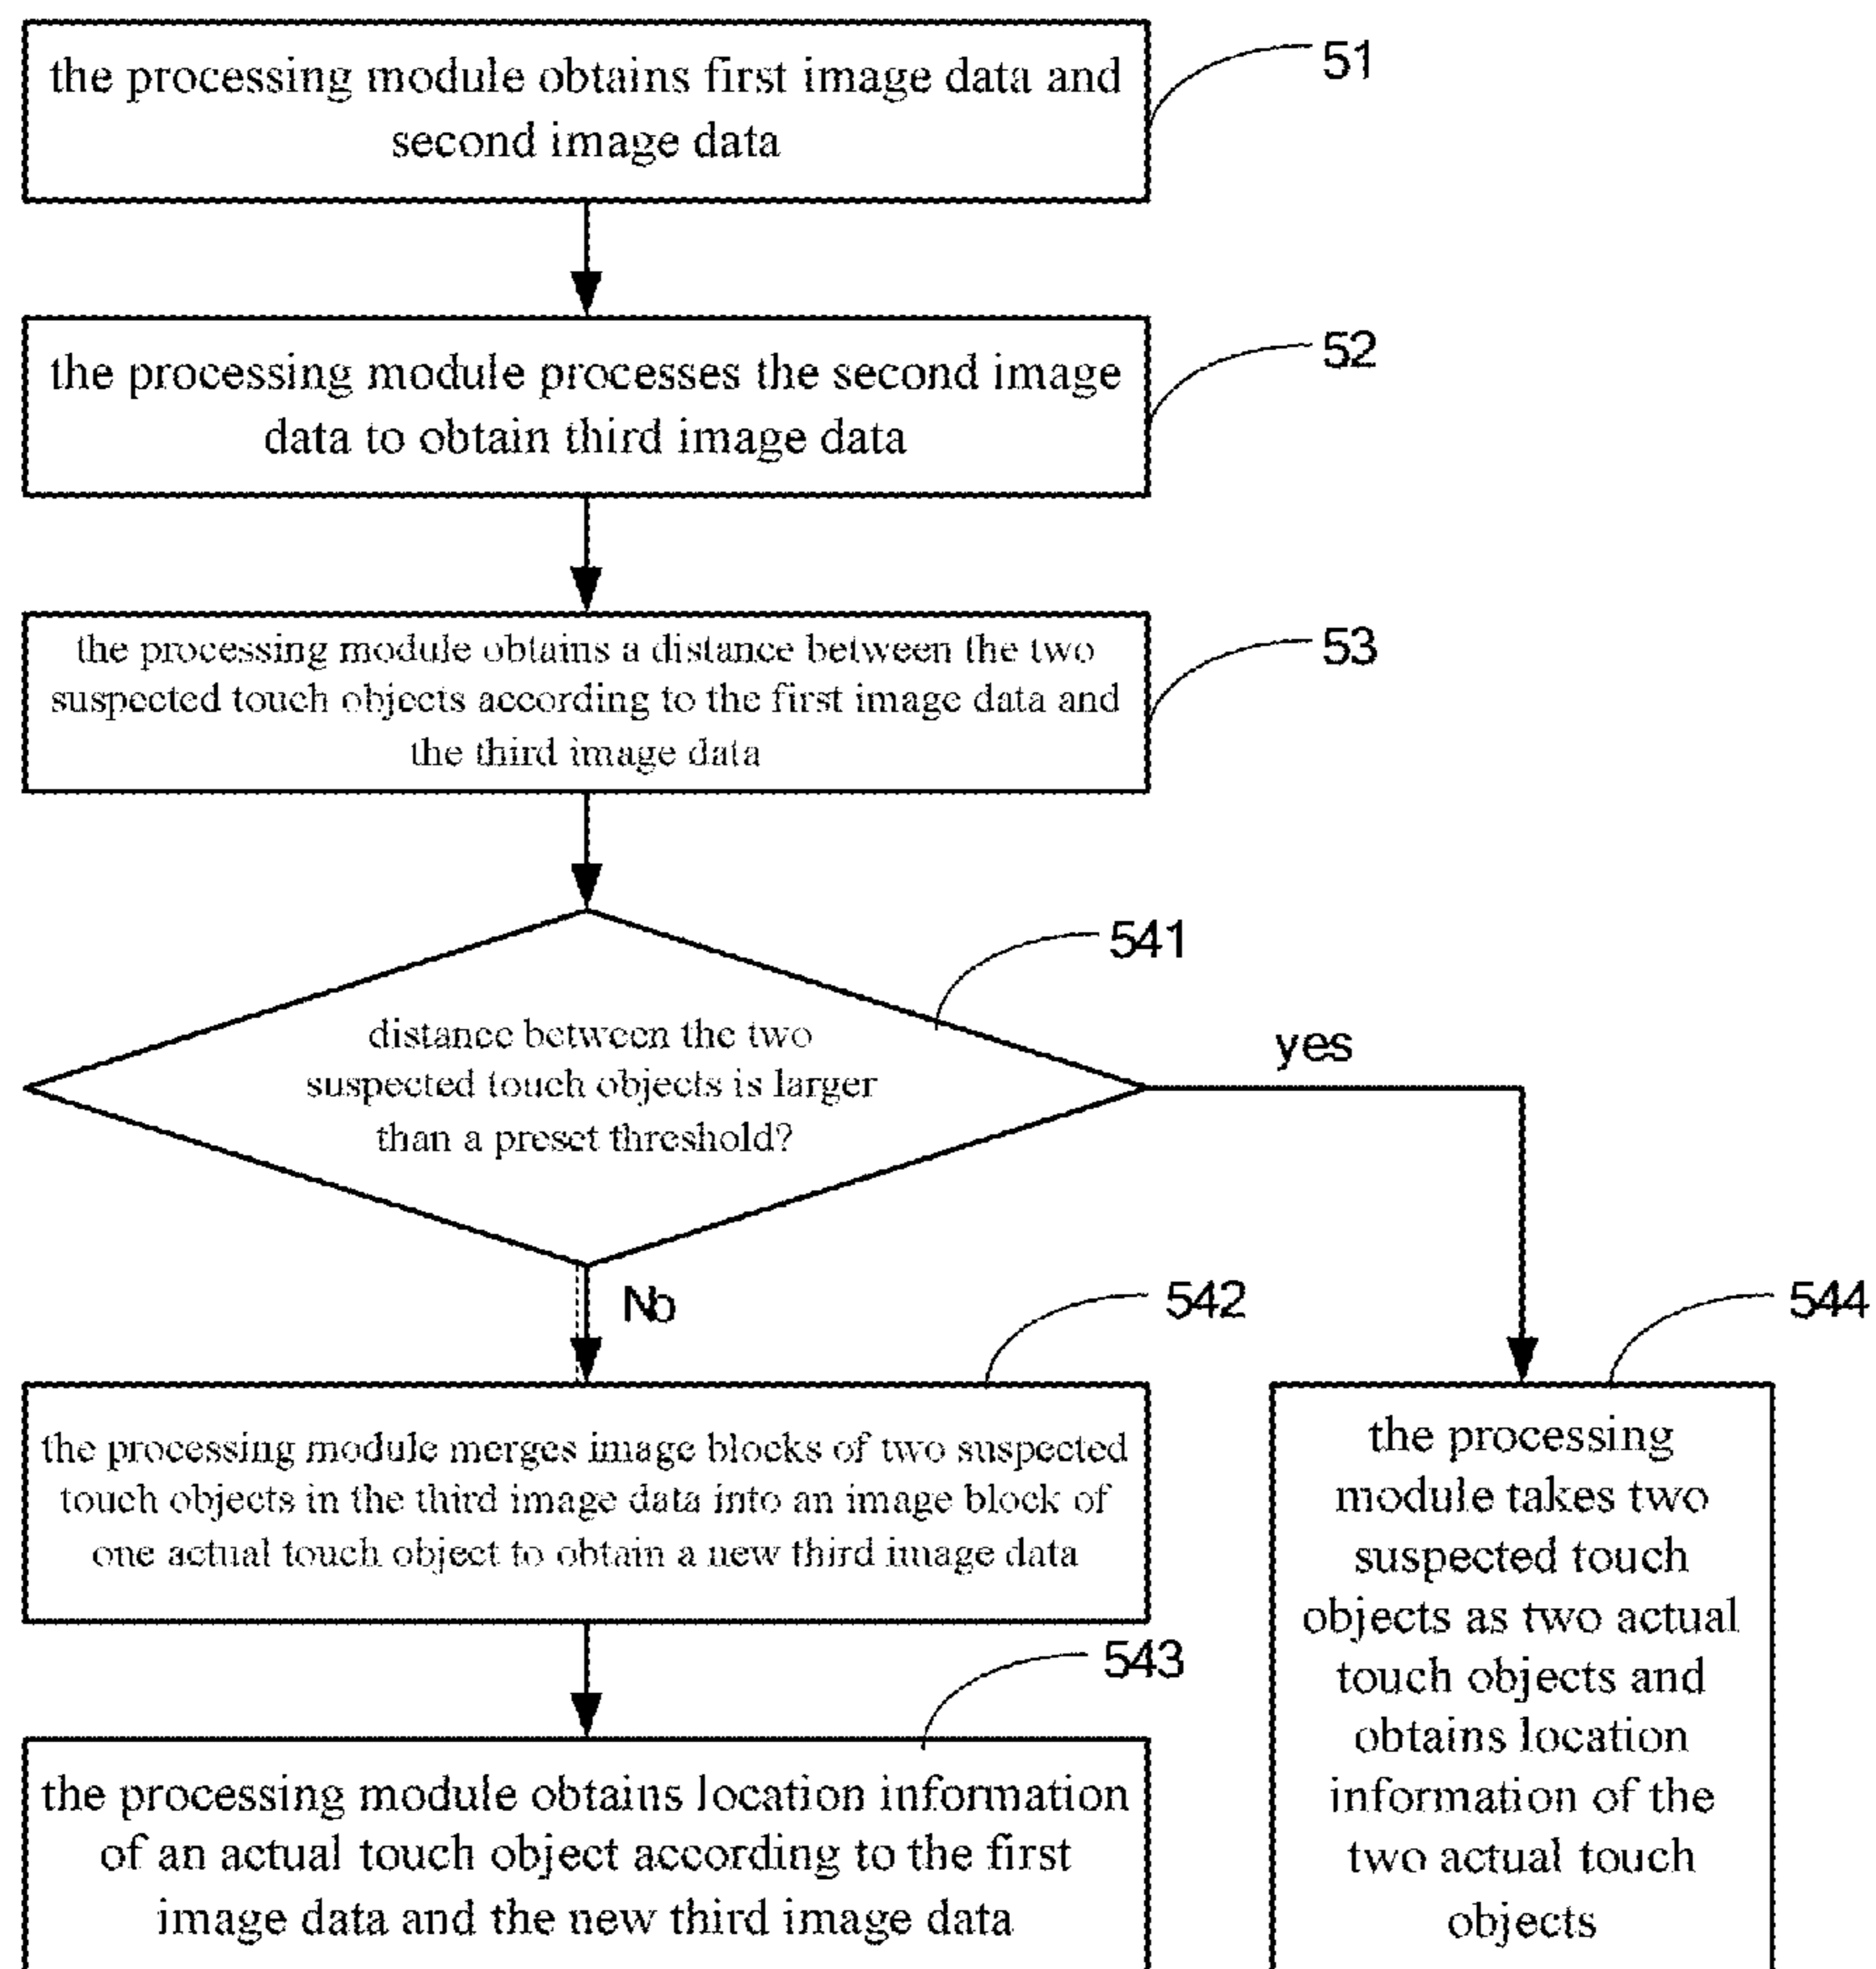 the processing module obtains first image data and
second image data
51
the processing module processes the second image
data to obtain third image data
52
the processing module obtains a distance between the two
suspected touch objects according to the first image data and
the third image data
53
distance between the two
suspected touch objects is larger
than a preset threshold?
541
yes
No
542
the processing module merges image blocks of two suspected
touch objects in the third image data into an image block of
one actual touch object to obtain a new third image data
543
the processing module obtains location information
of an actual touch object according to the first
image data and the new third image data
544
the processing
module takes two
suspected touch
objects as two actual
touch objects and
obtains location
information of the
two actual touch
objects